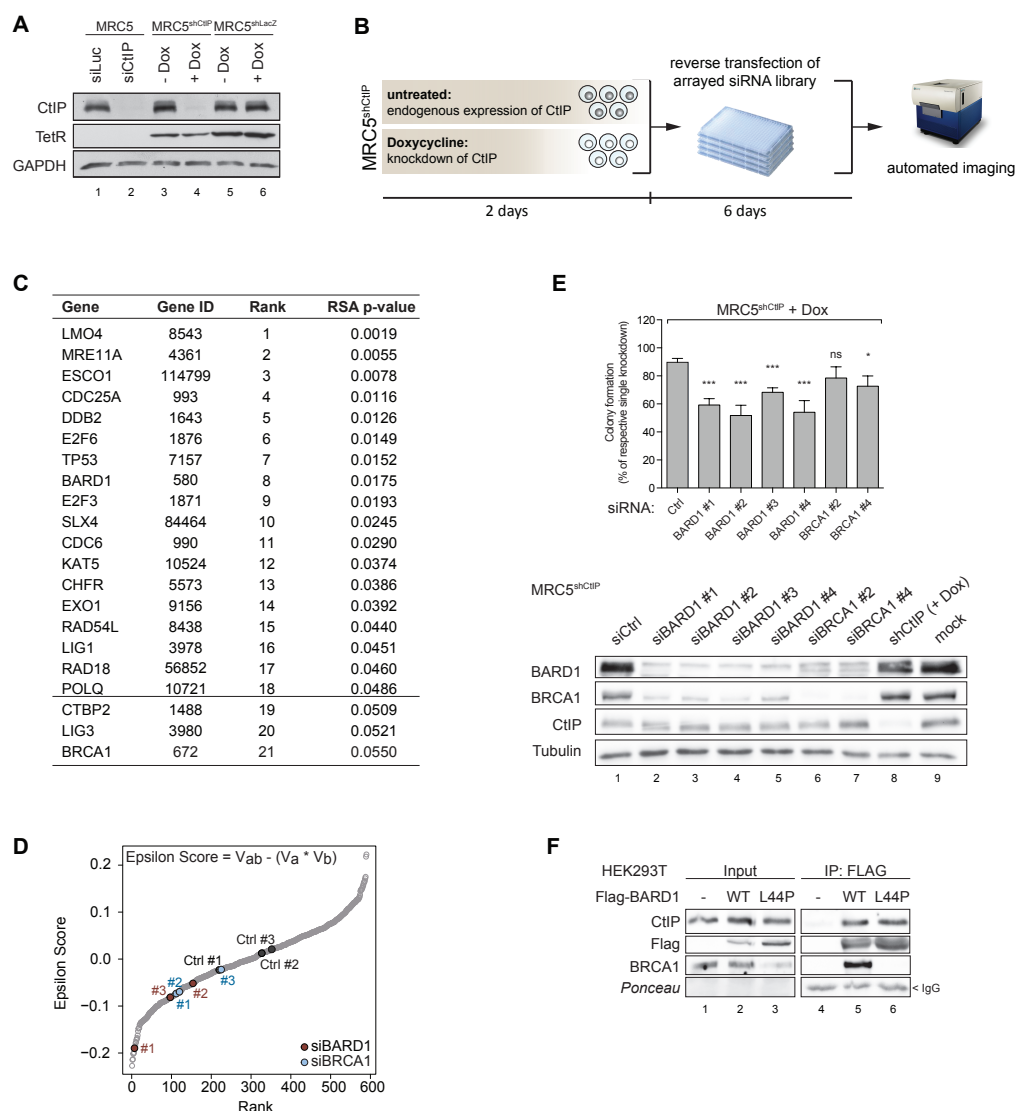 A
MRC5 MRC5shCtIP MRC5shLacZ
siLuc siCtIP - Dox + Dox - Dox + Dox
CtIP
TetR
GAPDH
1 2 3 4 5 6
B
MRC5shCtIP
untreated:
endogenous expression of CtIP
Doxycycline:
knockdown of CtIP
reverse transfection of
arrayed siRNA library
automated imaging
2 days 6 days
C
Gene Gene ID Rank RSA p-value
LMO4 8543 1 0.0019
MRE11A 4361 2 0.0055
ESCO1 114799 3 0.0078
CDC25A 993 4 0.0116
DDB2 1643 5 0.0126
E2F6 1876 6 0.0149
TP53 7157 7 0.0152
BARD1 580 8 0.0175
E2F3 1871 9 0.0193
SLX4 84464 10 0.0245
CDC6 990 11 0.0290
KAT5 10524 12 0.0374
CHFR 5573 13 0.0386
EXO1 9156 14 0.0392
RAD54L 8438 15 0.0440
LIG1 3978 16 0.0451
RAD18 56852 17 0.0460
POLQ 10721 18 0.0486
CTBP2 1488 19 0.0509
LIG3 3980 20 0.0521
BRCA1 672 21 0.0550
D
Epsilon Score = Vab - (Va * Vb)
Epsilon Score
0.2
0.1
0.0
−0.1
−0.2
Ctrl #3
Ctrl #1 Ctrl #2
#3 #2 #3
#1 #2
#1
siBARD1
siBRCA1
0 100 200 300 400 500 600
Rank
E
MRC5shCtIP + Dox
Colony formation
(% of respective single knockdown)
120
100
80
60
40
20
0
*** *** *** *** ns *
siRNA: Ctrl BARD1 #1 BARD1 #2 BARD1 #3 BARD1 #4 BRCA1 #2 BRCA1 #4
MRC5shCtIP
siCtrl siBARD1 #1 siBARD1 #2 siBARD1 #3 siBARD1 #4 siBRCA1 #2 siBRCA1 #4 shCtIP (+ Dox) mock
BARD1
BRCA1
CtIP
Tubulin
1 2 3 4 5 6 7 8 9
F
HEK293T Input IP: FLAG
Flag-BARD1 - WT L44P - WT L44P
CtIP
Flag
BRCA1
Ponceau < IgG
1 2 3 4 5 6